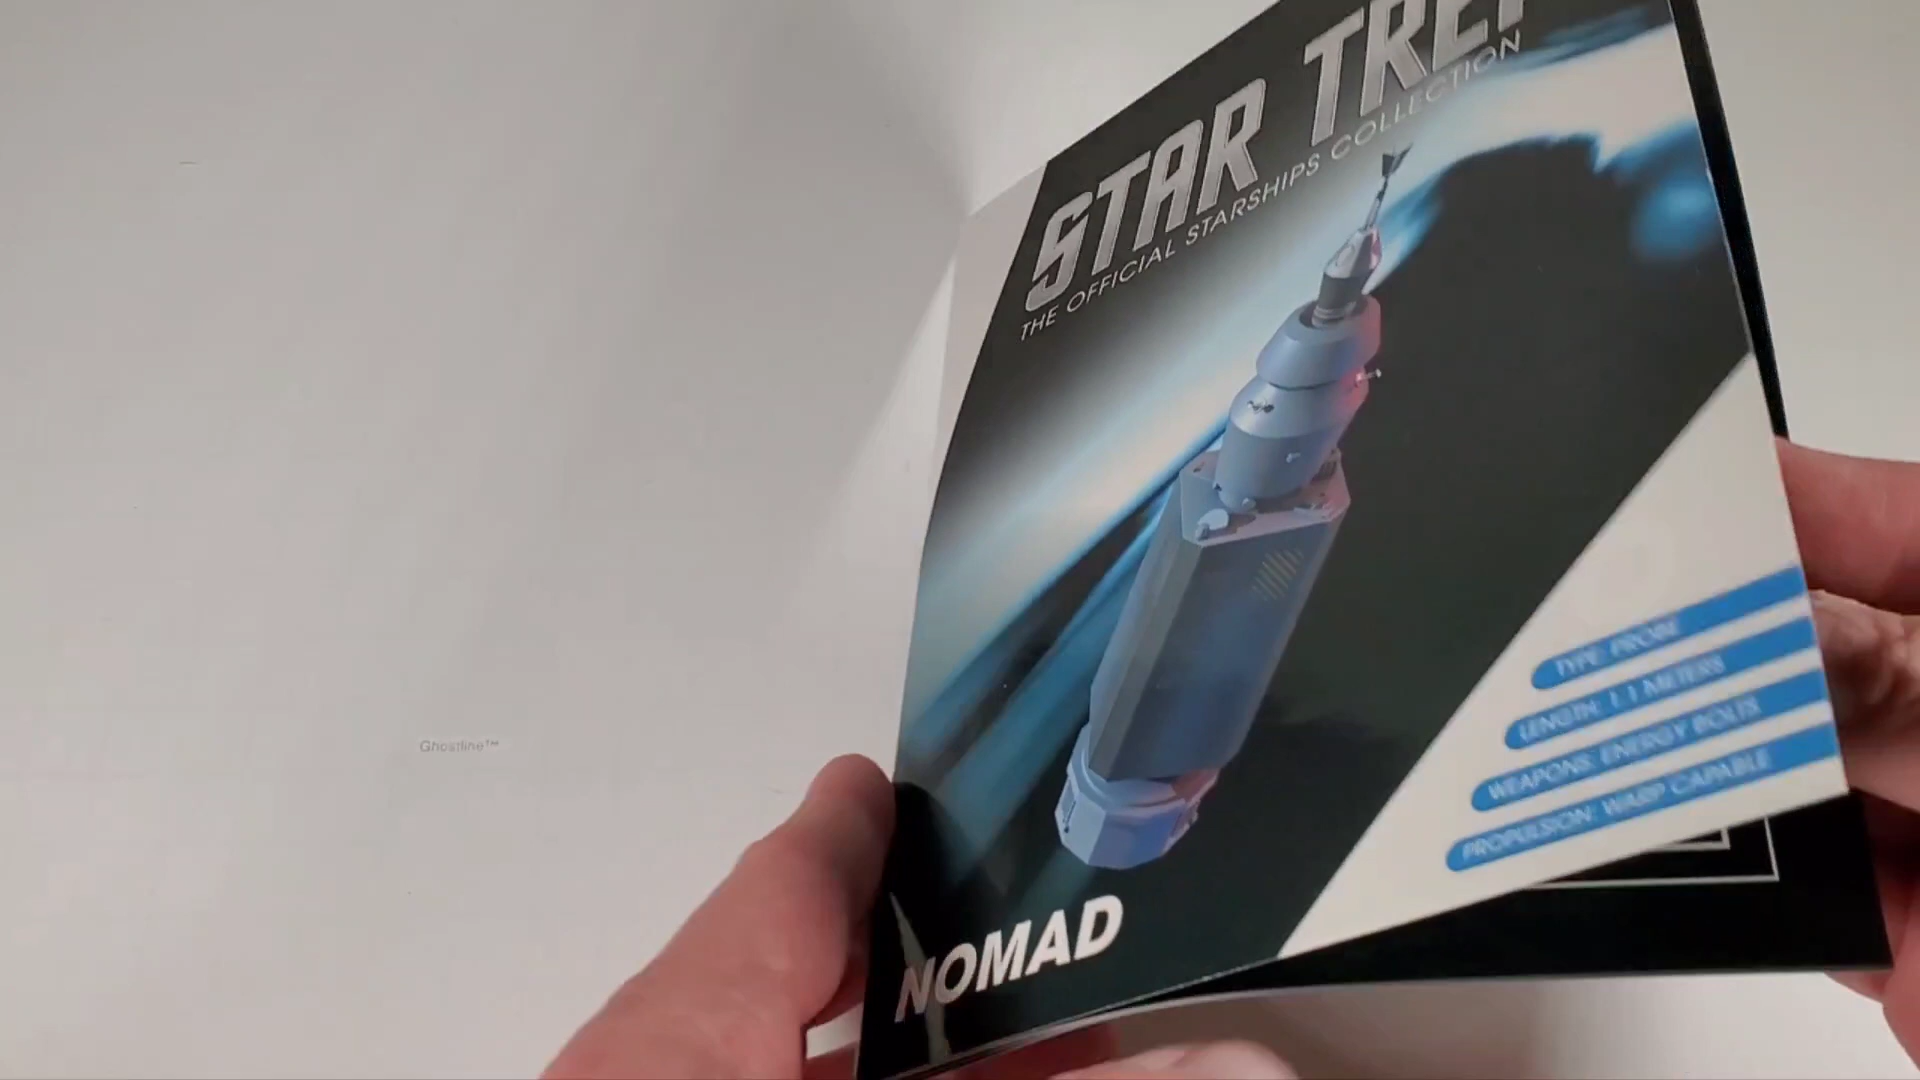 STAR TREK
THE OFFICIAL STARSHIPS COLLECTION
TYPE: PROBE
LENGTH: 1.1 METERS
WEAPONS: ENERGY BOLTS
PROPULSION: WARP CAPABLE
Ghostline™
NOMAD